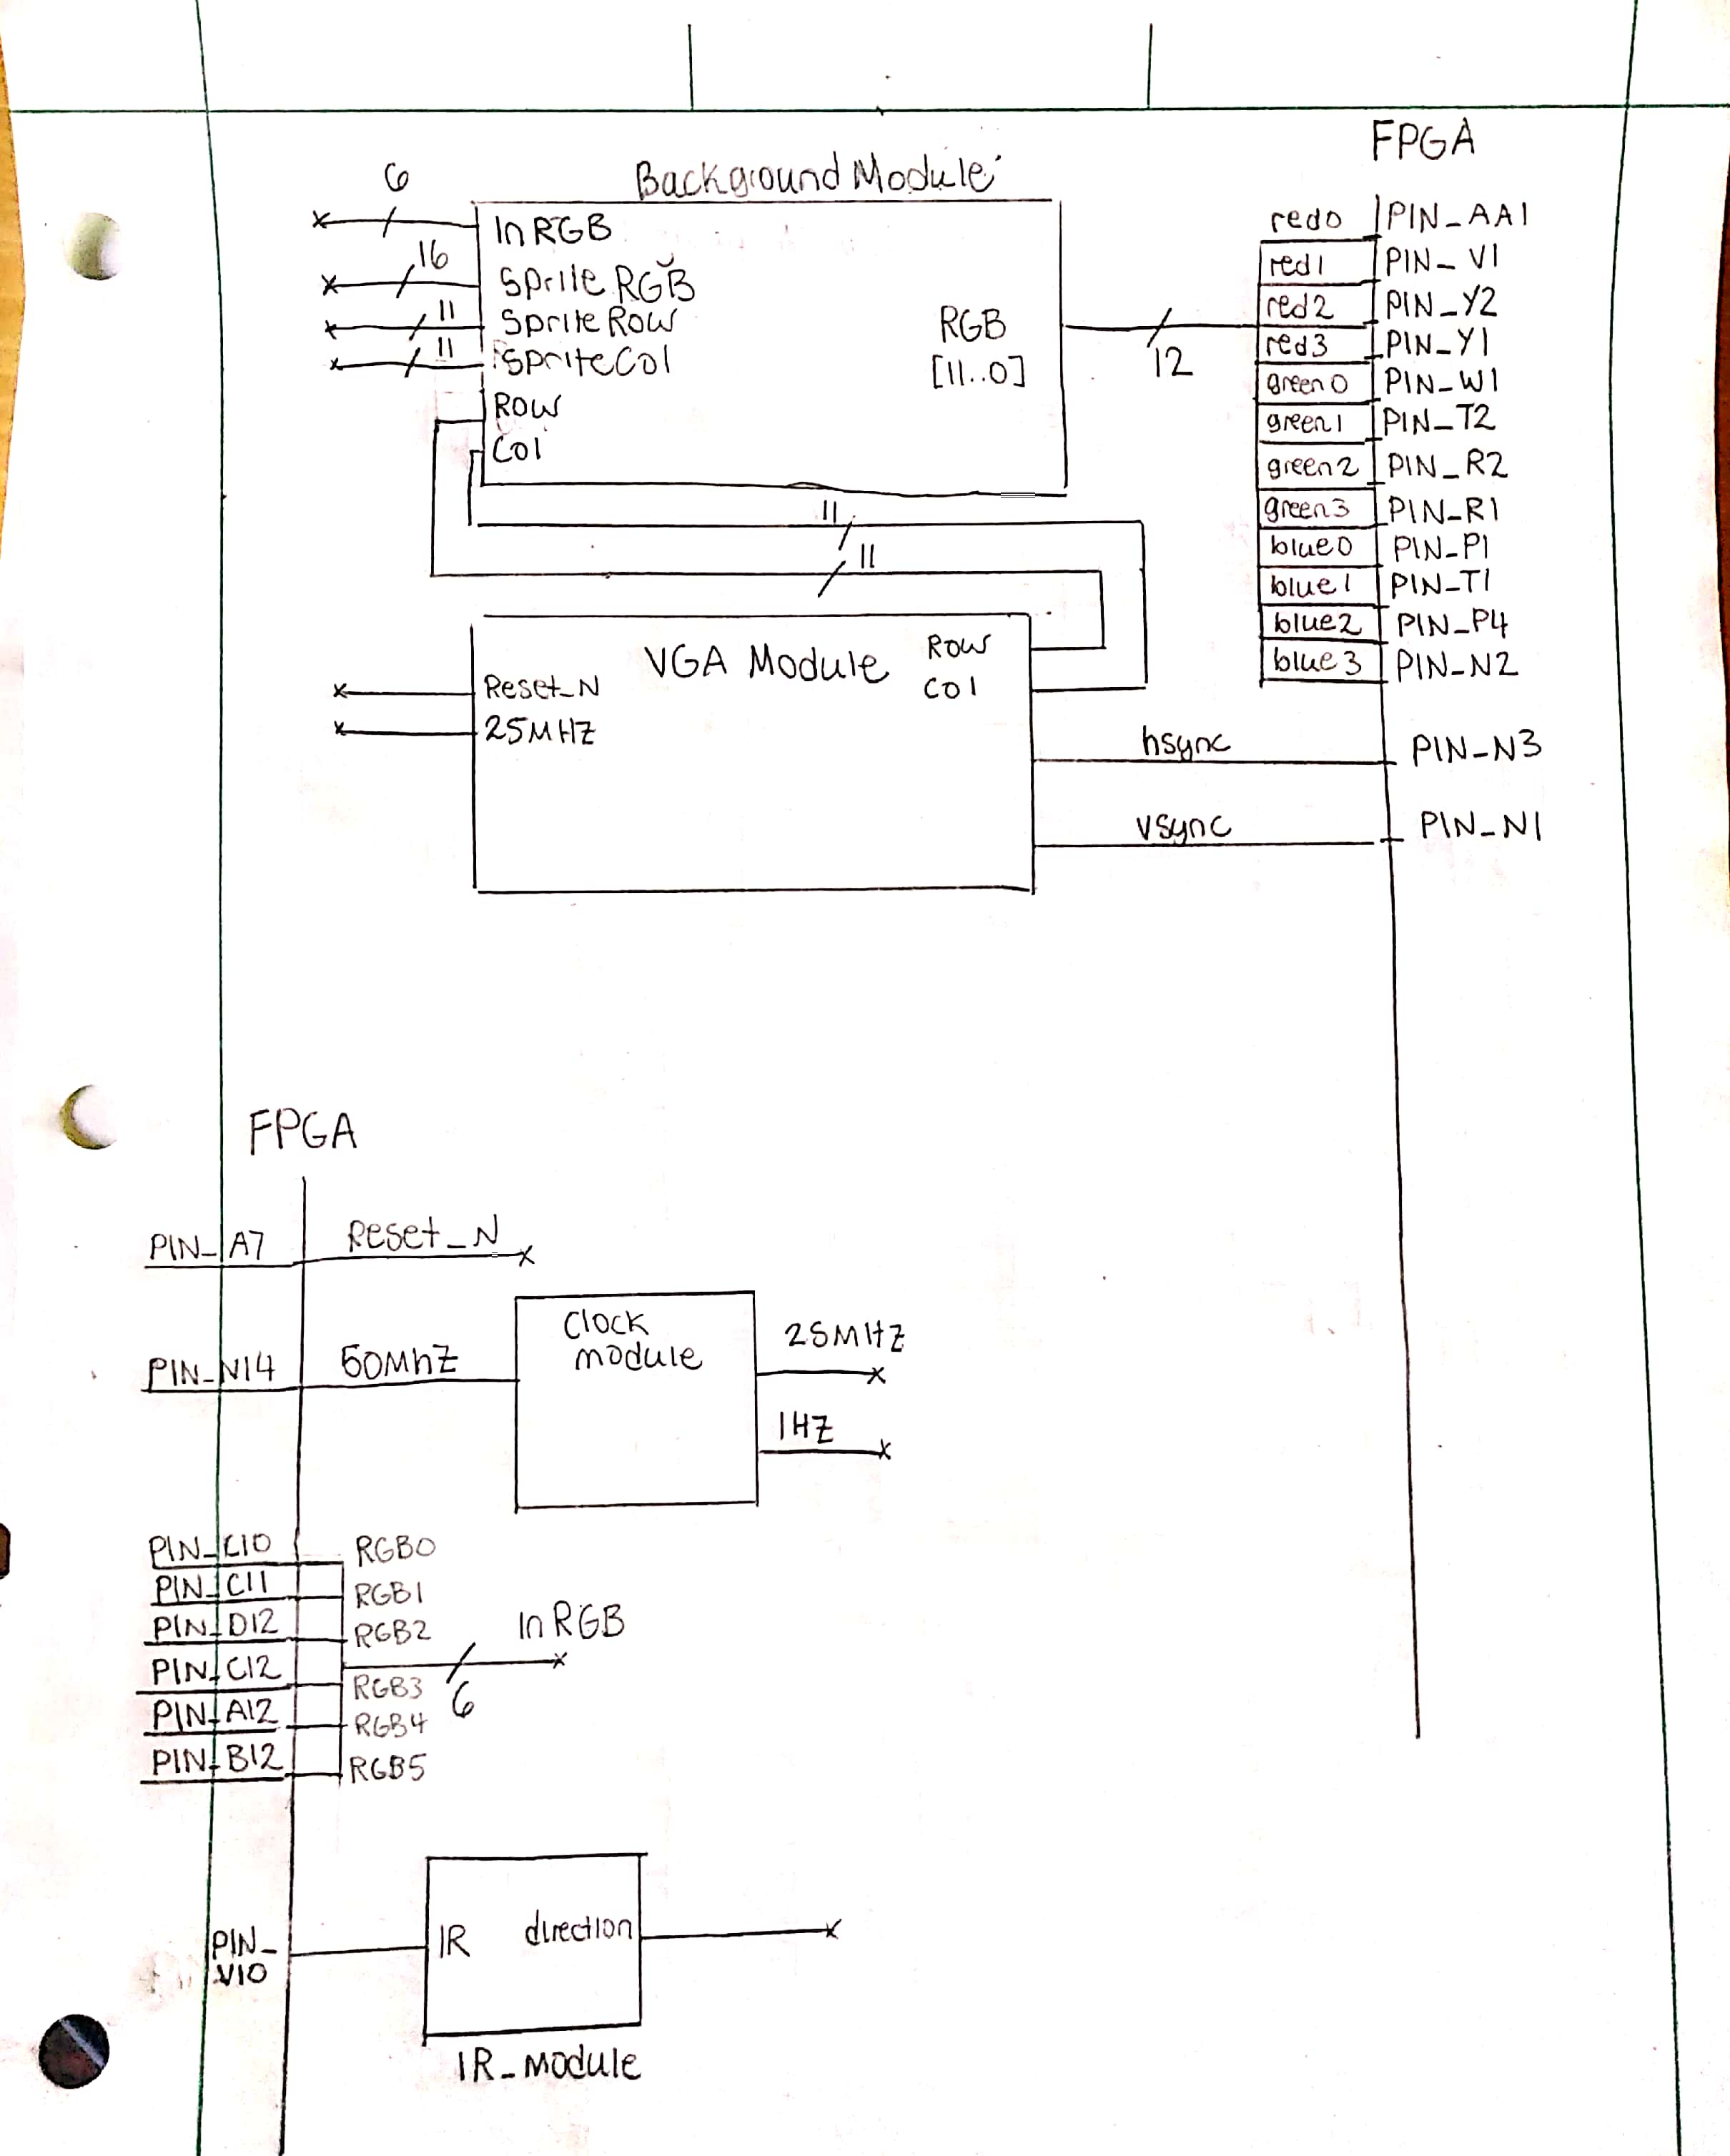 FPGA
Background Module
6
In RGB
16
Sprite RGB
11
Sprite Row
11
Sprite Col
Row
Col
RGB
[11..0]
12
red0 PIN_AA1
red1 PIN_V1
red2 PIN_Y2
red3 PIN_Y1
green0 PIN_W1
green1 PIN_T2
green2 PIN_R2
green3 PIN_R1
blue0 PIN_P1
blue1 PIN_T1
blue2 PIN_P4
blue3 PIN_N2
11
11
VGA Module
Row
Col
Reset_N
25MHZ
hsync PIN_N3
vsync PIN_N1
FPGA
PIN_A7 Reset_N
Clock
module
PIN_N14 50MhZ
25MHZ
1HZ
PIN_C10 RGB0
PIN_C11 RGB1
PIN_D12 RGB2
PIN_C12 RGB3
PIN_A12 RGB4
PIN_B12 RGB5
In RGB
6
PIN_
V10
IR direction
IR_module